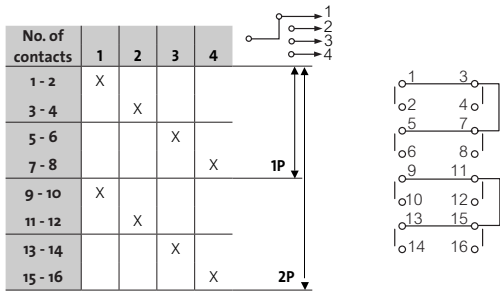 No. of contacts 1 2 3 4
1 - 2 X
3 - 4 X
5 - 6 X
7 - 8 X
9 - 10 X
11 - 12 X
13 - 14 X
15 - 16 X
1
2
3
4
1P
2P
1 3
2 4
5 7
6 8
9 11
10 12
13 15
14 16